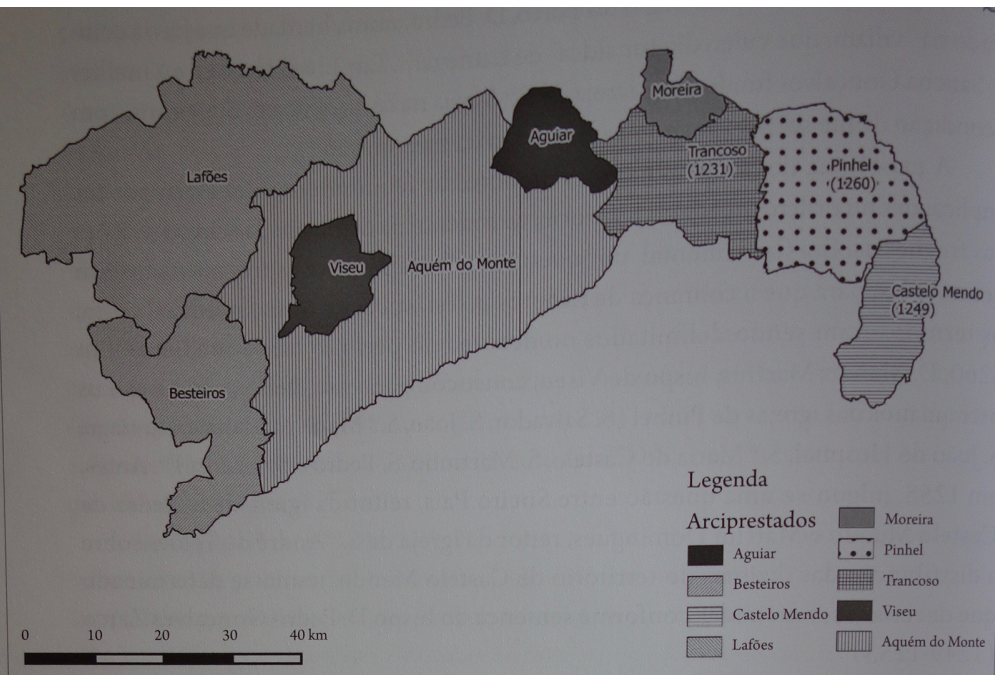 Moreira
Aguiar
Trancoso
(1231)
Pinhel
(1260)
Lafões
Viseu
Aquém do Monte
Castelo Mendo
(1249)
Besteiros
Legenda
Arciprestados
Aguiar
Besteiros
Castelo Mendo
Lafões
Moreira
Pinhel
Trancoso
Viseu
Aquém do Monte
0 10 20 30 40 km